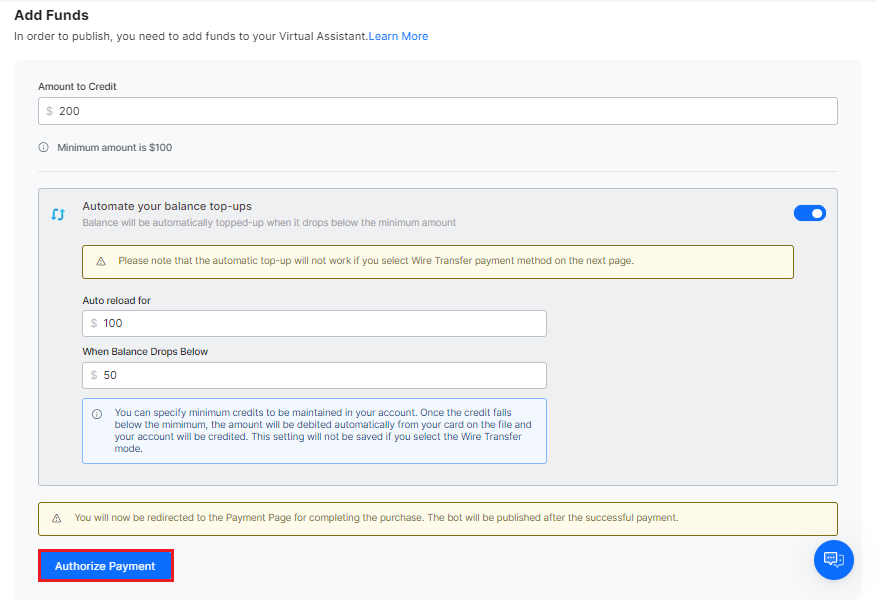 Add Funds
In order to publish, you need to add funds to your Virtual Assistant.Learn More
Amount to Credit
$ 200
Minimum amount is $100
Automate your balance top-ups
Balance will be automatically topped-up when it drops below the minimum amount
Please note that the automatic top-up will not work if you select Wire Transfer payment method on the next page.
Auto reload for
$ 100
When Balance Drops Below
$ 50
You can specify minimum credits to be maintained in your account. Once the credit falls
below the mimimum, the amount will be debited automatically from your card on the file and
your account will be credited. This setting will not be saved if you select the Wire Transfer
mode.
You will now be redirected to the Payment Page for completing the purchase. The bot will be published after the successful payment.
Authorize Payment